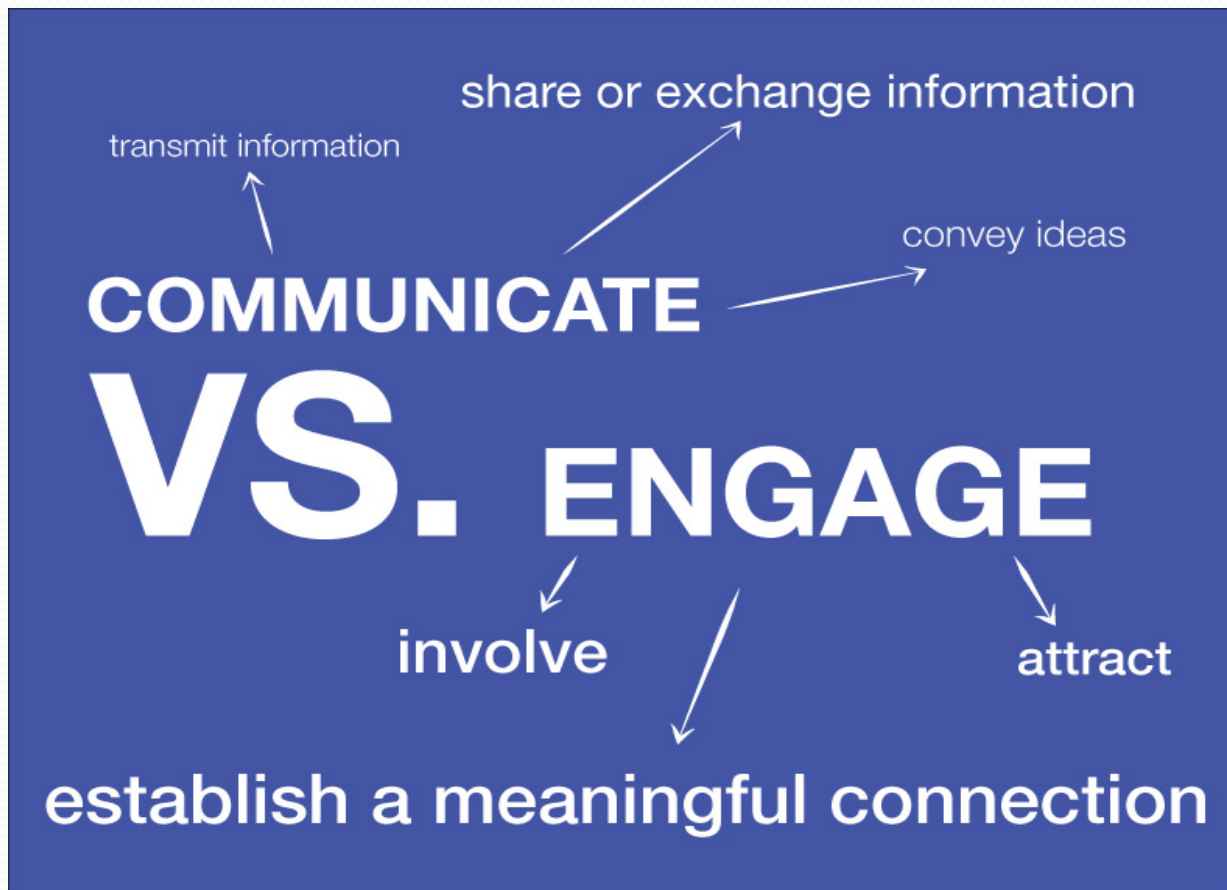 share or exchange information
transmit information
convey ideas
COMMUNICATE
VS. ENGAGE
involve
attract
establish a meaningful connection